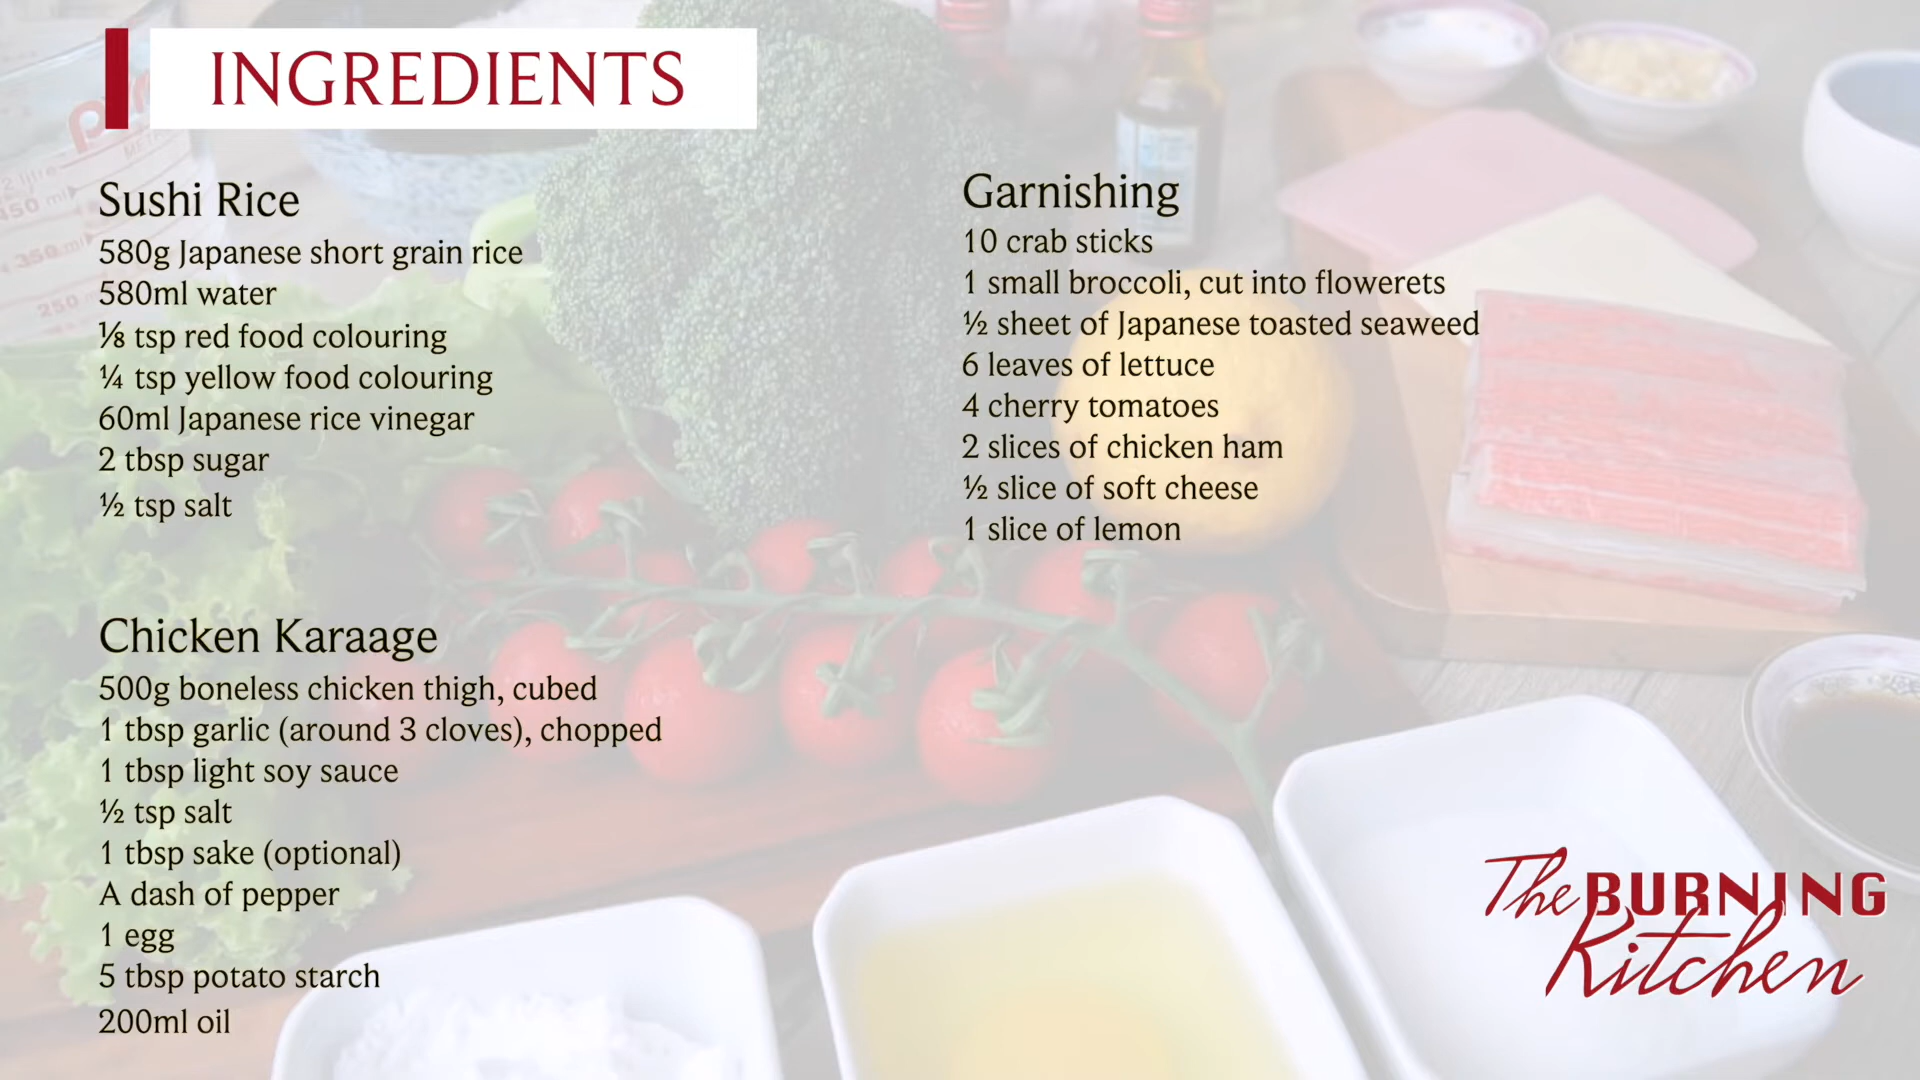 INGREDIENTS
Sushi Rice
580g Japanese short grain rice
580ml water
⅛ tsp red food colouring
¼ tsp yellow food colouring
60ml Japanese rice vinegar
2 tbsp sugar
½ tsp salt
Chicken Karaage
500g boneless chicken thigh, cubed
1 tbsp garlic (around 3 cloves), chopped
1 tbsp light soy sauce
½ tsp salt
1 tbsp sake (optional)
A dash of pepper
1 egg
5 tbsp potato starch
200ml oil
Garnishing
10 crab sticks
1 small broccoli, cut into flowerets
½ sheet of Japanese toasted seaweed
6 leaves of lettuce
4 cherry tomatoes
2 slices of chicken ham
½ slice of soft cheese
1 slice of lemon
The BURNING
Kitchen
350 ml
250